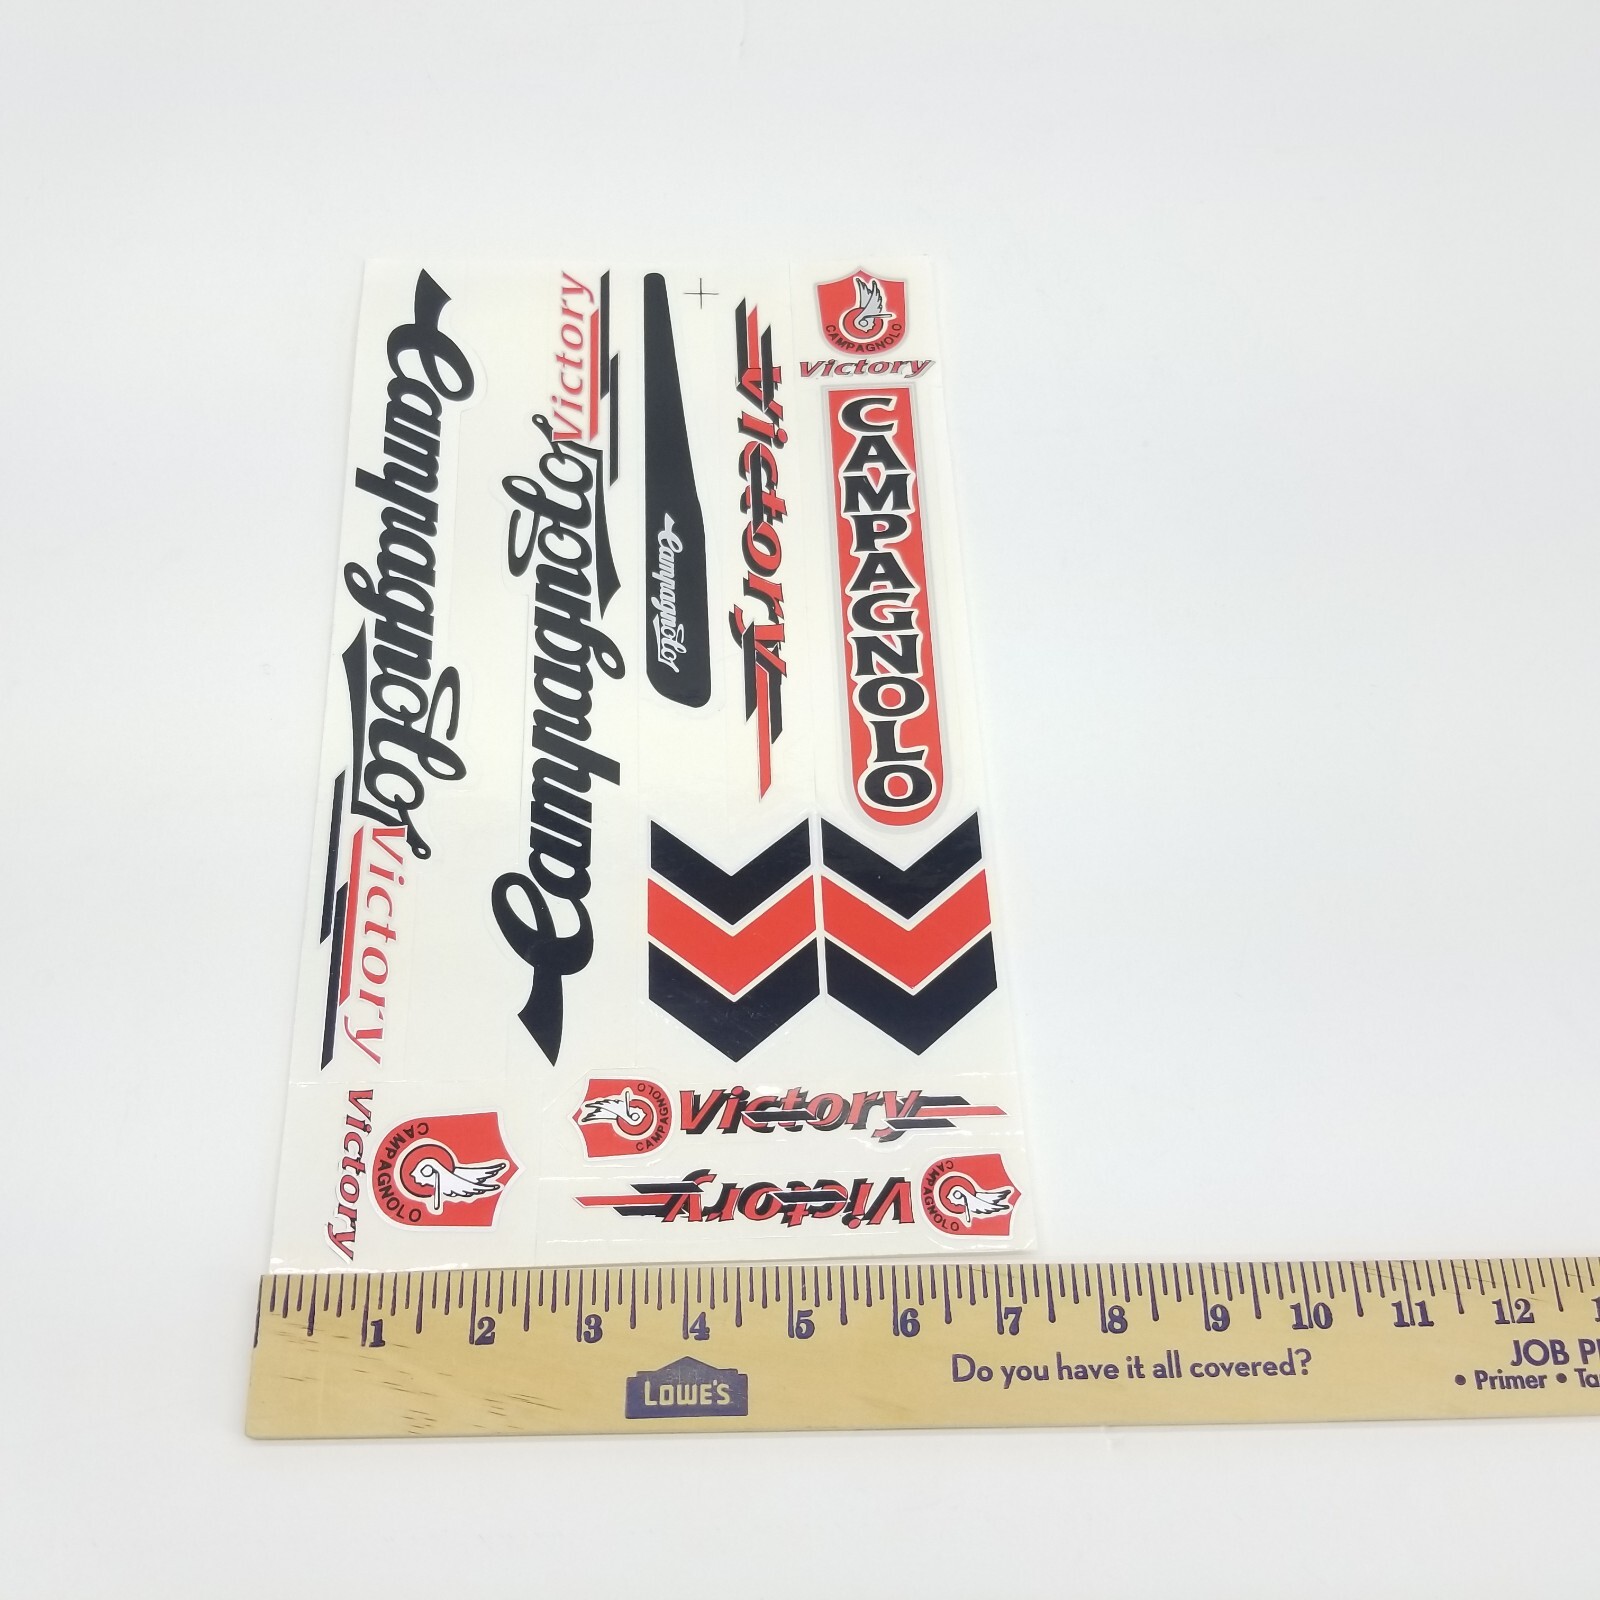 Campagnolo
Victory
Campagnolo
Victory
Campagnolo
Victory
CAMPAGNOLO
Victory
CAMPAGNOLO
CAMPAGNOLO
Victory
Victory
CAMPAGNOLO
Victory
CAMPAGNOLO
1 2 3 4 5 6 7 8 9 10 11 12
LOWE'S
Do you have it all covered?
JOB
• Primer •